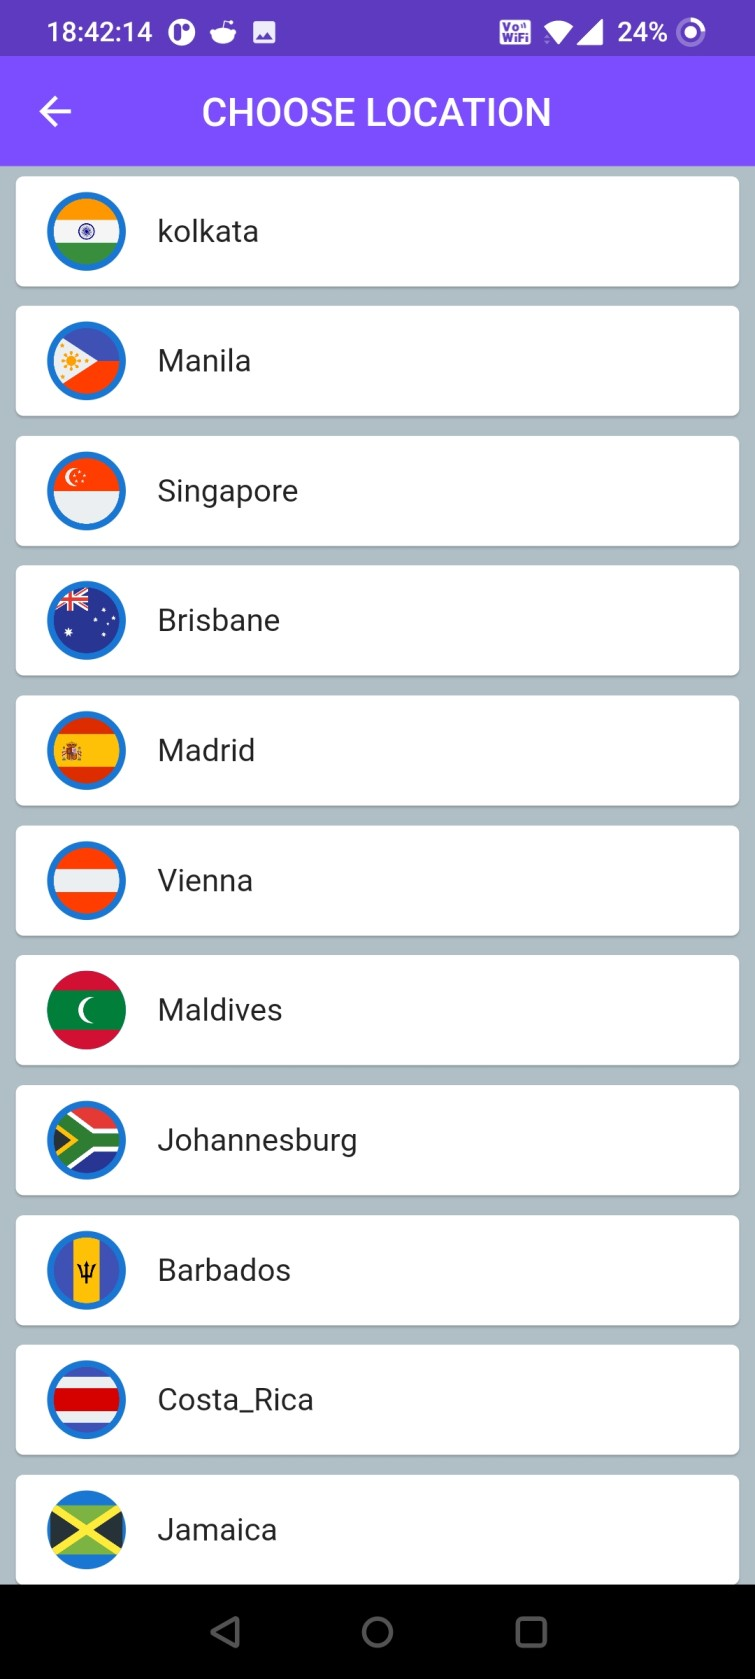 18:42:14 Vo WiFi 24%
CHOOSE LOCATION
kolkata
Manila
Singapore
Brisbane
Madrid
Vienna
Maldives
Johannesburg
Barbados
Costa_Rica
Jamaica